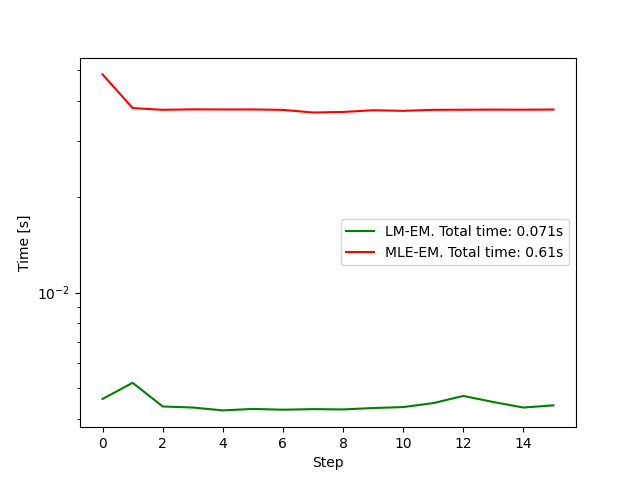 Time [s]
10⁻²
LM-EM. Total time: 0.071s
MLE-EM. Total time: 0.61s
0 2 4 6 8 10 12 14
Step